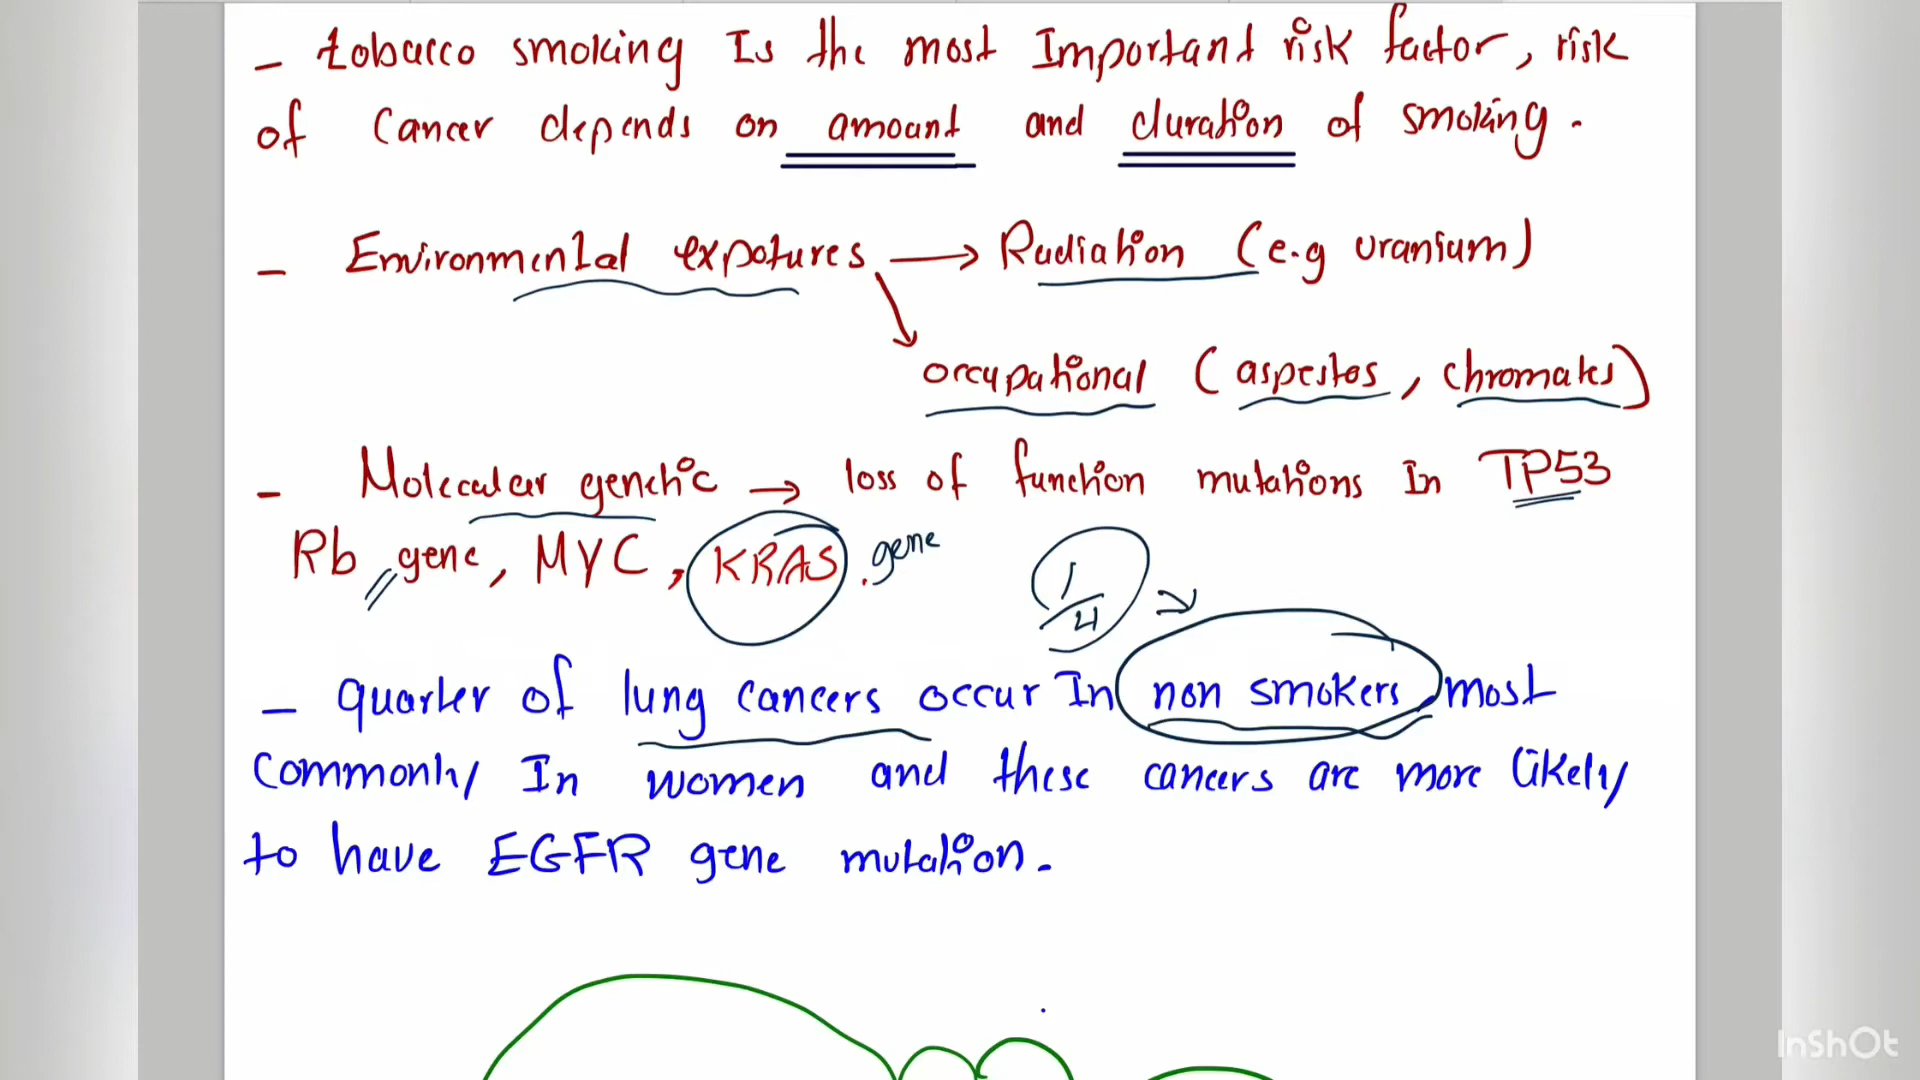 - tobacco smoking Is the most Important risk factor, risk
of cancer depends on amount and duration of smoking.
- Environmental expotures → Radiation (e.g uranium)
occupational (aspestos, chromates)
- Molecular genetic → loss of function mutations In TP53
Rb gene, MYC, KRAS. gene
1/4
- quarter of lung cancers occur In non smokers, most
commonly In women and these cancers are more likely
to have EGFR gene mutation.
InShOt